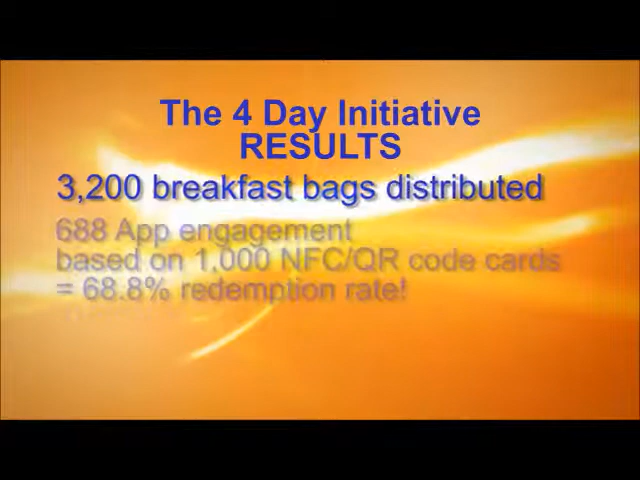 The 4 Day Initiative
RESULTS
3,200 breakfast bags distributed
688 App engagement
based on 1,000 NFC/QR code cards
= 68.8% redemption rate!